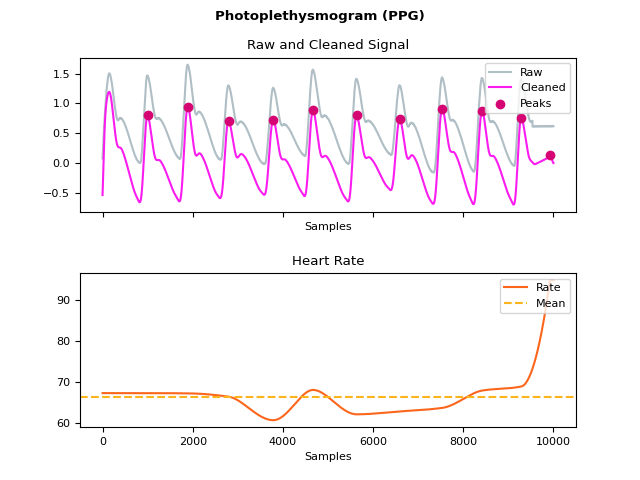 Photoplethysmogram (PPG)
Raw and Cleaned Signal
1.5
1.0
0.5
0.0
−0.5
Raw
Cleaned
Peaks
Samples
Heart Rate
90
80
70
60
Rate
Mean
0
2000
4000
6000
8000
10000
Samples